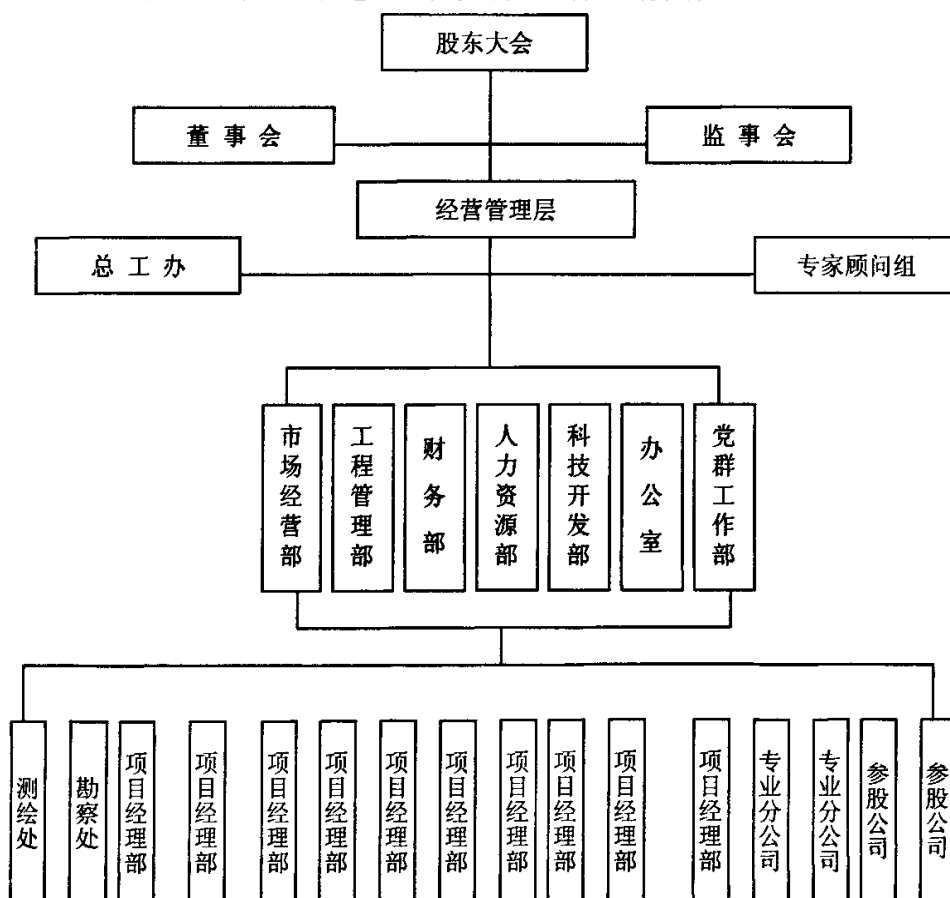 股东大会
董事会
监事会
经营管理层
总工办
专家顾问组
市场经营部
工程管理部
财务部
人力资源部
科技开发部
办公室
党群工作部
测绘处
勘察处
项目经理部
项目经理部
项目经理部
项目经理部
项目经理部
项目经理部
项目经理部
项目经理部
项目经理部
项目经理部
专业分公司
专业分公司
参股公司
参股公司